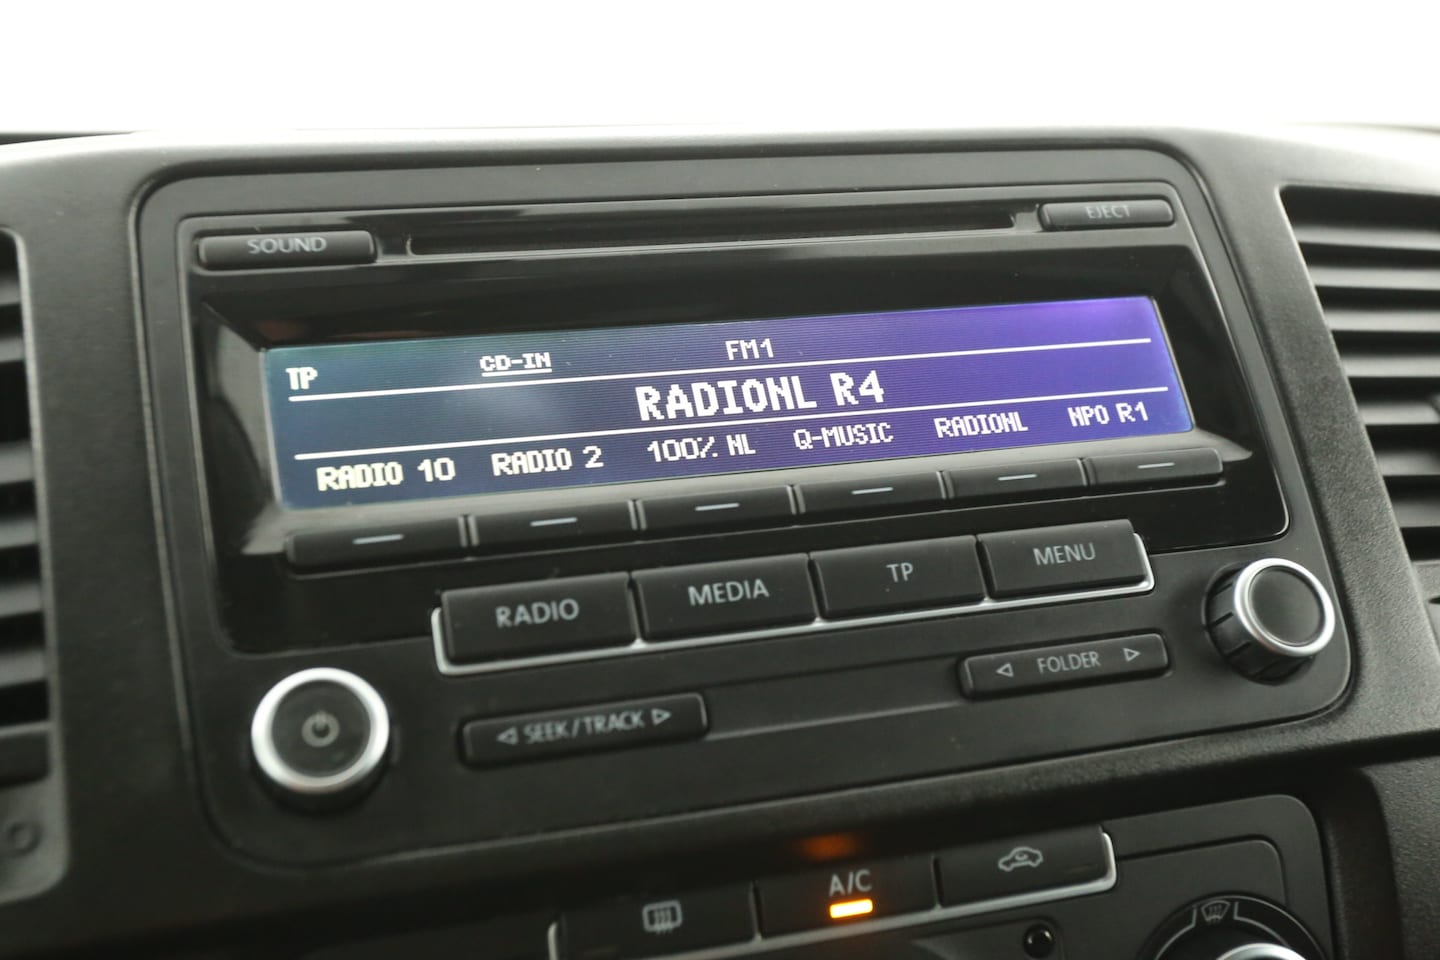 SOUND
EJECT
TP CD-IN FM1
RADIONL R4
RADIO 10 RADIO 2 100% NL Q-MUSIC RADIONL NPO R1
RADIO MEDIA TP MENU
SEEK/TRACK
FOLDER
A/C